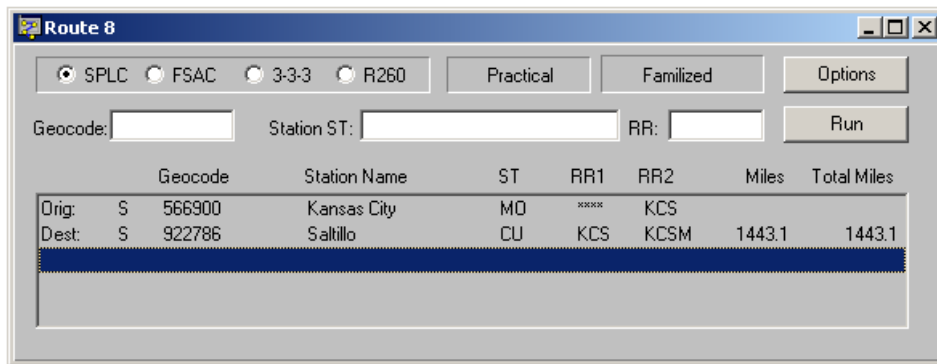 Route 8
SPLC FSAC 3-3-3 R260 Practical Familized Options
Geocode: Station ST: RR: Run
Geocode Station Name ST RR1 RR2 Miles Total Miles
Orig: S 566900 Kansas City MO **** KCS
Dest: S 922786 Saltillo CU KCS KCSM 1443.1 1443.1